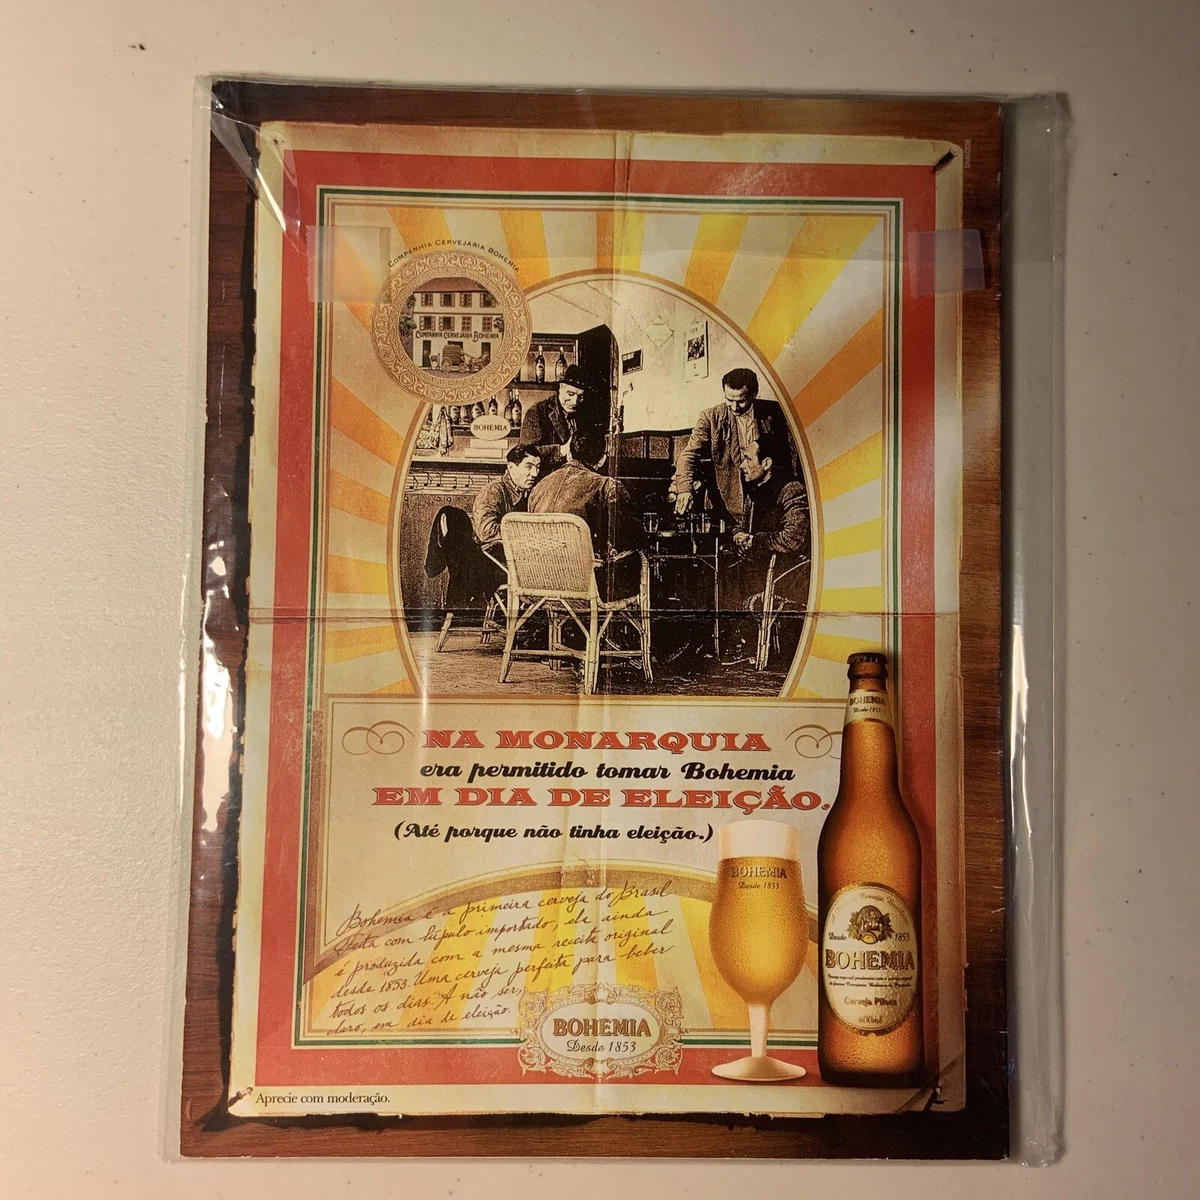 COMPANHIA CERVEJARIA BOHEMIA
COMPANHIA CERVEJARIA BOHEMIA
BOHEMIA
NA MONARQUIA
era permitido tomar Bohemia
EM DIA DE ELEIÇÃO.
(Até porque não tinha eleição.)
Bohemia é a primeira cerveja do Brasil
feita com lúpulo importado, ela ainda
é produzida com a mesma receita original
desde 1853. Uma cerveja perfeita para beber
todos os dias. A não ser,
claro, em dia de eleição.
BOHEMIA
Desde 1853
BOHEMIA
Desde 1853
BOHEMIA
Desde 1853
Desde 1853
BOHEMIA
Cerveja Pilsen
600ml
Aprecie com moderação.